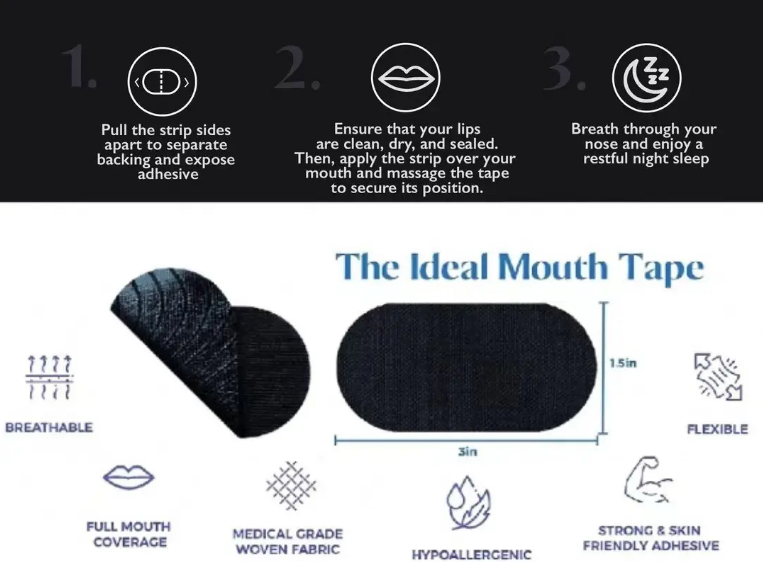 1.
Pull the strip sides
apart to separate
backing and expose
adhesive
2.
Ensure that your lips
are clean, dry, and sealed.
Then, apply the strip over your
mouth and massage the tape
to secure its position.
3.
Z
Z
Z
Z
Breath through your
nose and enjoy a
restful night sleep
The Ideal Mouth Tape
1.5in
3in
BREATHABLE
FLEXIBLE
FULL MOUTH
COVERAGE
MEDICAL GRADE
WOVEN FABRIC
HYPOALLERGENIC
STRONG & SKIN
FRIENDLY ADHESIVE